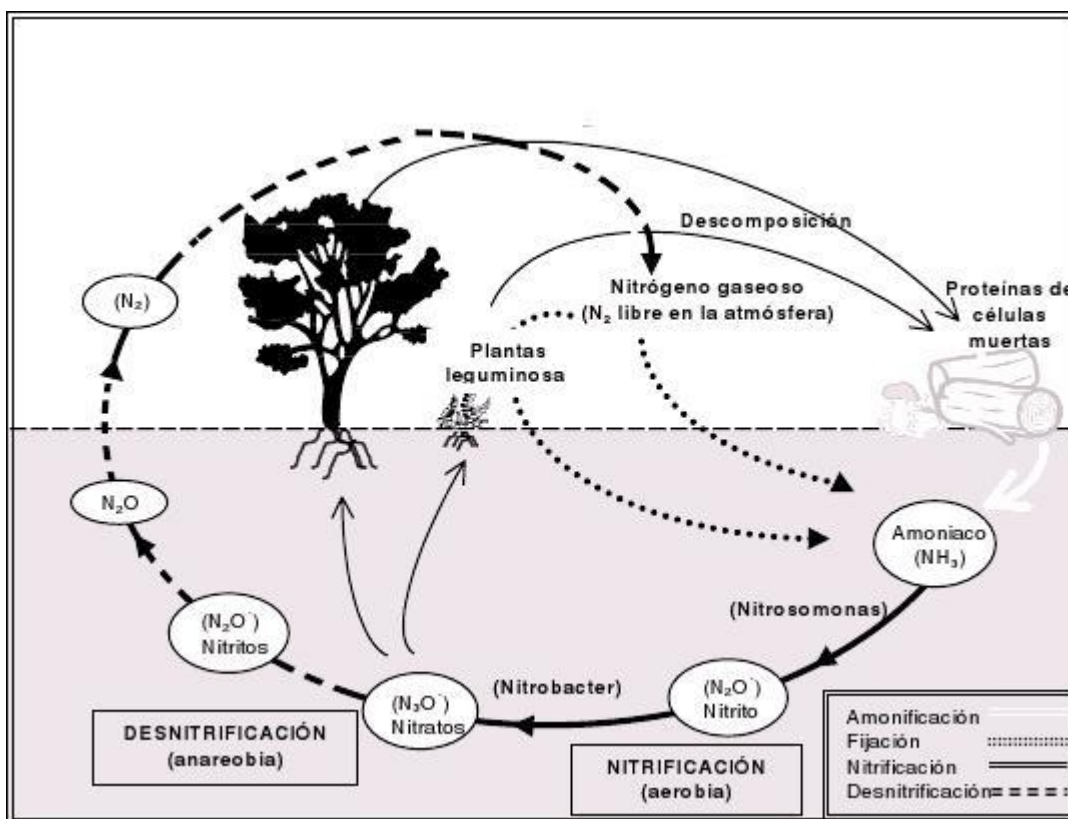 Descomposición
(N₂)
Nitrógeno gaseoso
(N₂ libre en la atmósfera)
Proteínas de
células
muertas
Plantas
leguminosa
N₂O
Amoniaco
(NH₃)
(Nitrosomonas)
(N₂O⁻)
Nitritos
(N₃O⁻)
Nitratos
(Nitrobacter)
(N₂O⁻)
Nitrito
DESNITRIFICACIÓN
(anareobia)
NITRIFICACIÓN
(aerobia)
Amonificación
Fijación
Nitrificación
Desnitrificación